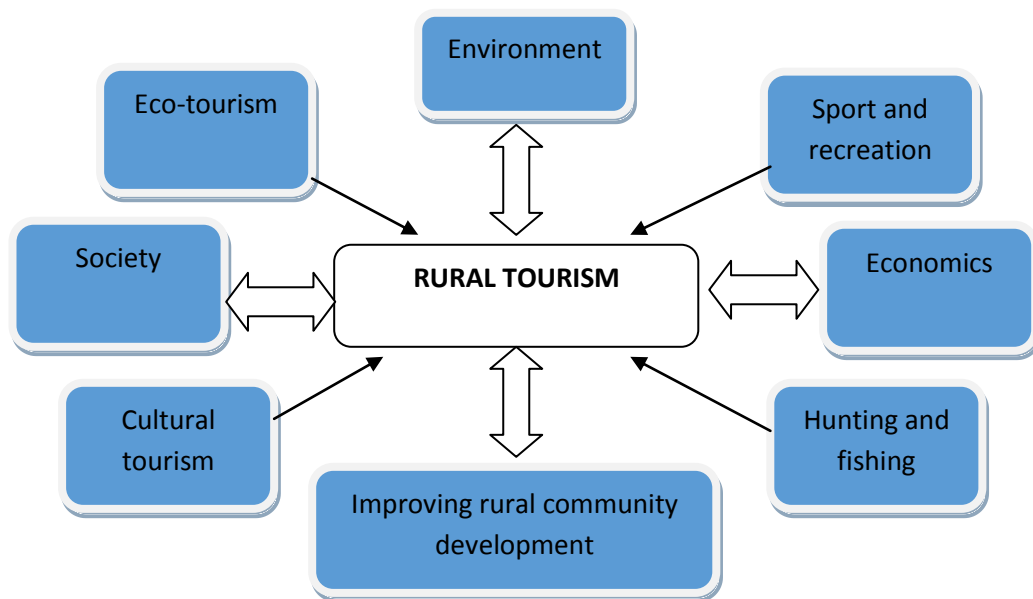 Environment
Eco-tourism
Sport and
recreation
Society
RURAL TOURISM
Economics
Cultural
tourism
Hunting and
fishing
Improving rural community
development